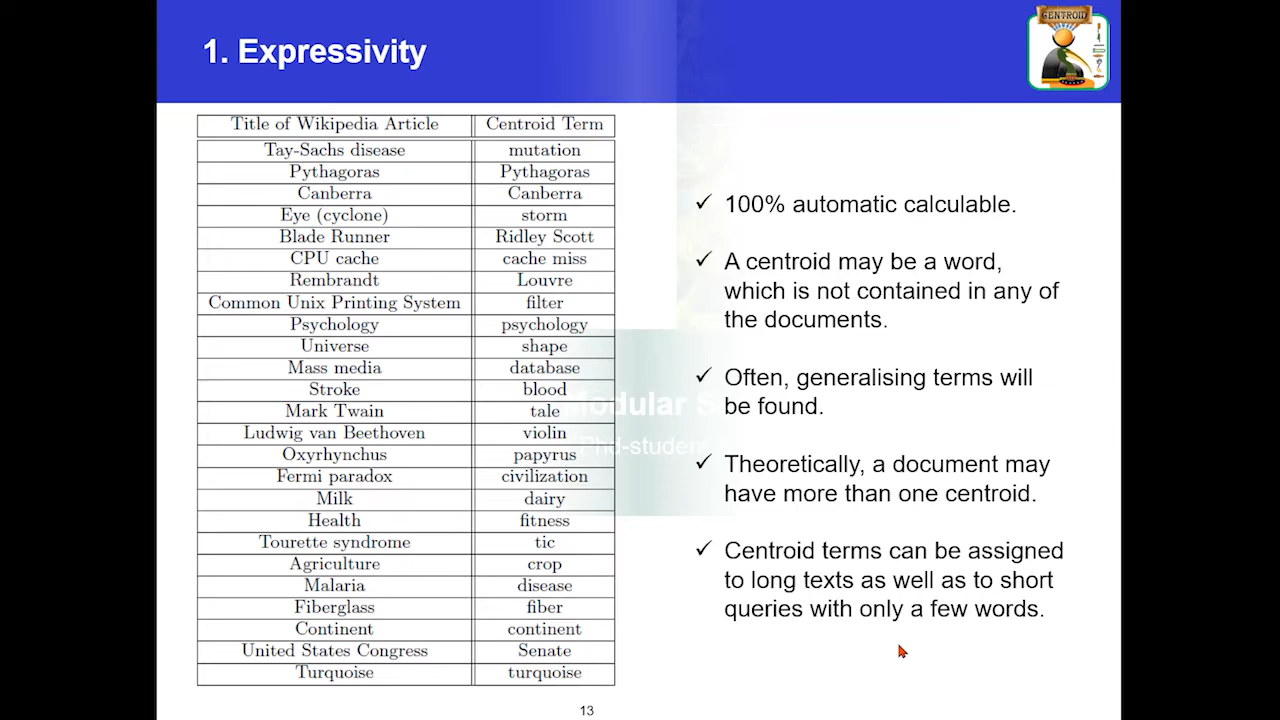 1. Expressivity
GENTROID
Title of Wikipedia Article Centroid Term
Tay-Sachs disease mutation
Pythagoras Pythagoras
Canberra Canberra
Eye (cyclone) storm
Blade Runner Ridley Scott
CPU cache cache miss
Rembrandt Louvre
Common Unix Printing System filter
Psychology psychology
Universe shape
Mass media database
Stroke blood
Mark Twain tale
Ludwig van Beethoven violin
Oxyrhynchus papyrus
Fermi paradox civilization
Milk dairy
Health fitness
Tourette syndrome tic
Agriculture crop
Malaria disease
Fiberglass fiber
Continent continent
United States Congress Senate
Turquoise turquoise
Modular S
Phd-student
✓ 100% automatic calculable.
✓ A centroid may be a word,
which is not contained in any of
the documents.
✓ Often, generalising terms will
be found.
✓ Theoretically, a document may
have more than one centroid.
✓ Centroid terms can be assigned
to long texts as well as to short
queries with only a few words.
13